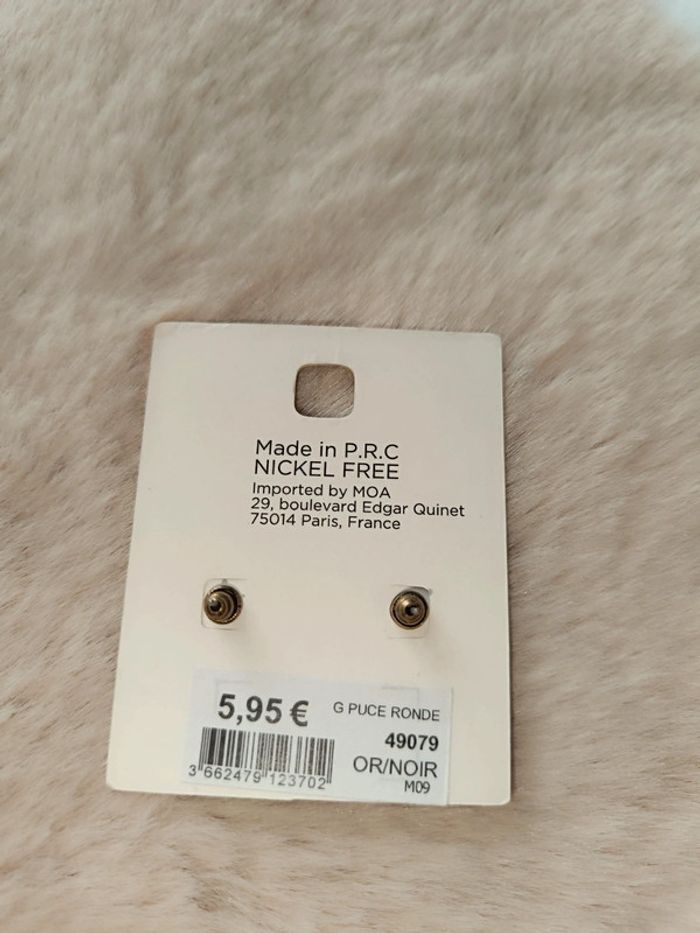 Made in P.R.C
NICKEL FREE
Imported by MOA
29, boulevard Edgar Quinet
75014 Paris, France
5,95 €
G PUCE RONDE
49079
OR/NOIR
M09
3 662479 123702